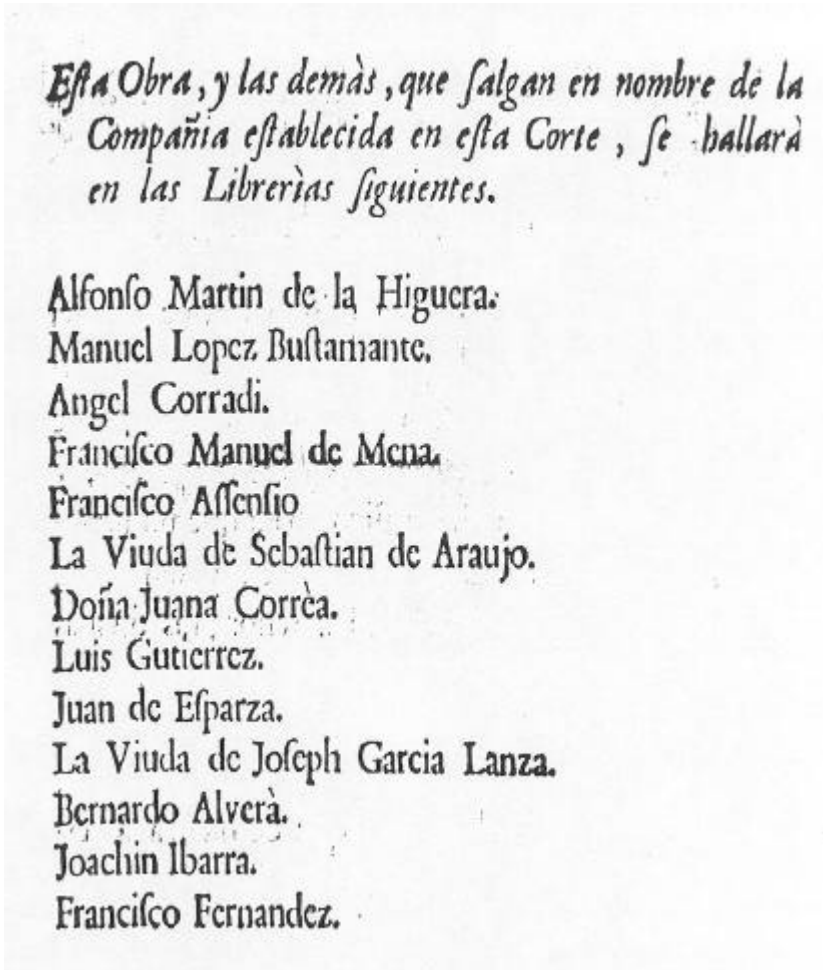 Eſta Obra, y las demàs, que ſalgan en nombre de la
Compañia eſtablecida en eſta Corte, ſe hallarà
en las Librerìas ſiguientes.
Alfonſo Martin de la Higuera.
Manuel Lopez Buſtamante.
Angel Corradi.
Franciſco Manuel de Mena.
Franciſco Aſſenſio
La Viuda de Sebaſtian de Araujo.
Doña Juana Corrèa.
Luis Gutierrez.
Juan de Eſparza.
La Viuda de Joſeph Garcia Lanza.
Bernardo Alverà.
Joachin Ibarra.
Franciſco Fernandez.